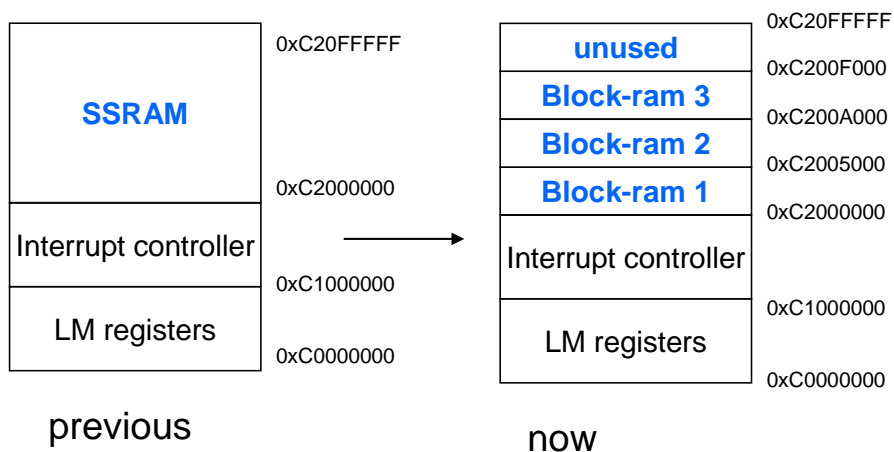 0xC20FFFFF
SSRAM
0xC2000000
Interrupt controller
0xC1000000
LM registers
0xC0000000
previous
0xC20FFFFF
unused
0xC200F000
Block-ram 3
0xC200A000
Block-ram 2
0xC2005000
Block-ram 1
0xC2000000
Interrupt controller
0xC1000000
LM registers
0xC0000000
now